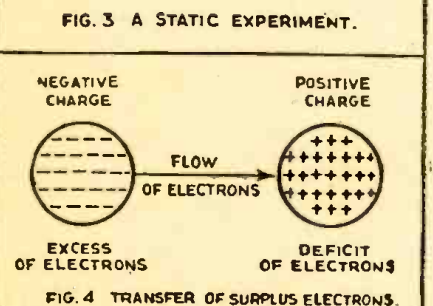 FIG. 3 A STATIC EXPERIMENT.
NEGATIVE CHARGE
POSITIVE CHARGE
FLOW
OF ELECTRONS
EXCESS
OF ELECTRONS
DEFICIT
OF ELECTRONS
FIG. 4 TRANSFER OF SURPLUS ELECTRONS.